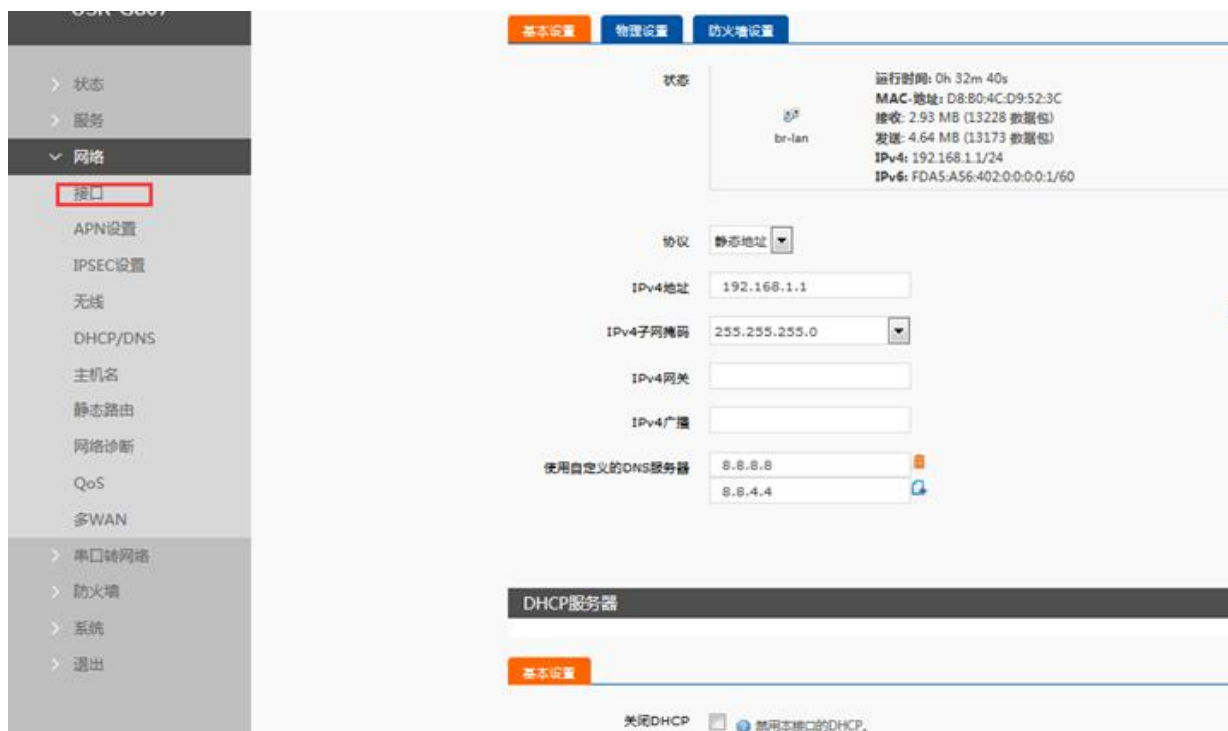 USR-G807
状态
服务
网络
接口
APN设置
IPSEC设置
无线
DHCP/DNS
主机名
静态路由
网络诊断
QoS
多WAN
串口转网络
防火墙
系统
退出
基本设置 物理设置 防火墙设置
状态
br-lan
运行时间: 0h 32m 40s
MAC-地址: D8:B0:4C:D9:52:3C
接收: 2.93 MB (13228 数据包)
发送: 4.64 MB (13173 数据包)
IPv4: 192.168.1.1/24
IPv6: FDA5:A56:402:0:0:0:0:1/60
协议 静态地址
IPv4地址 192.168.1.1
IPv4子网掩码 255.255.255.0
IPv4网关
IPv4广播
使用自定义的DNS服务器 8.8.8.8
8.8.4.4
DHCP服务器
基本设置
关闭DHCP 禁用本接口的DHCP。